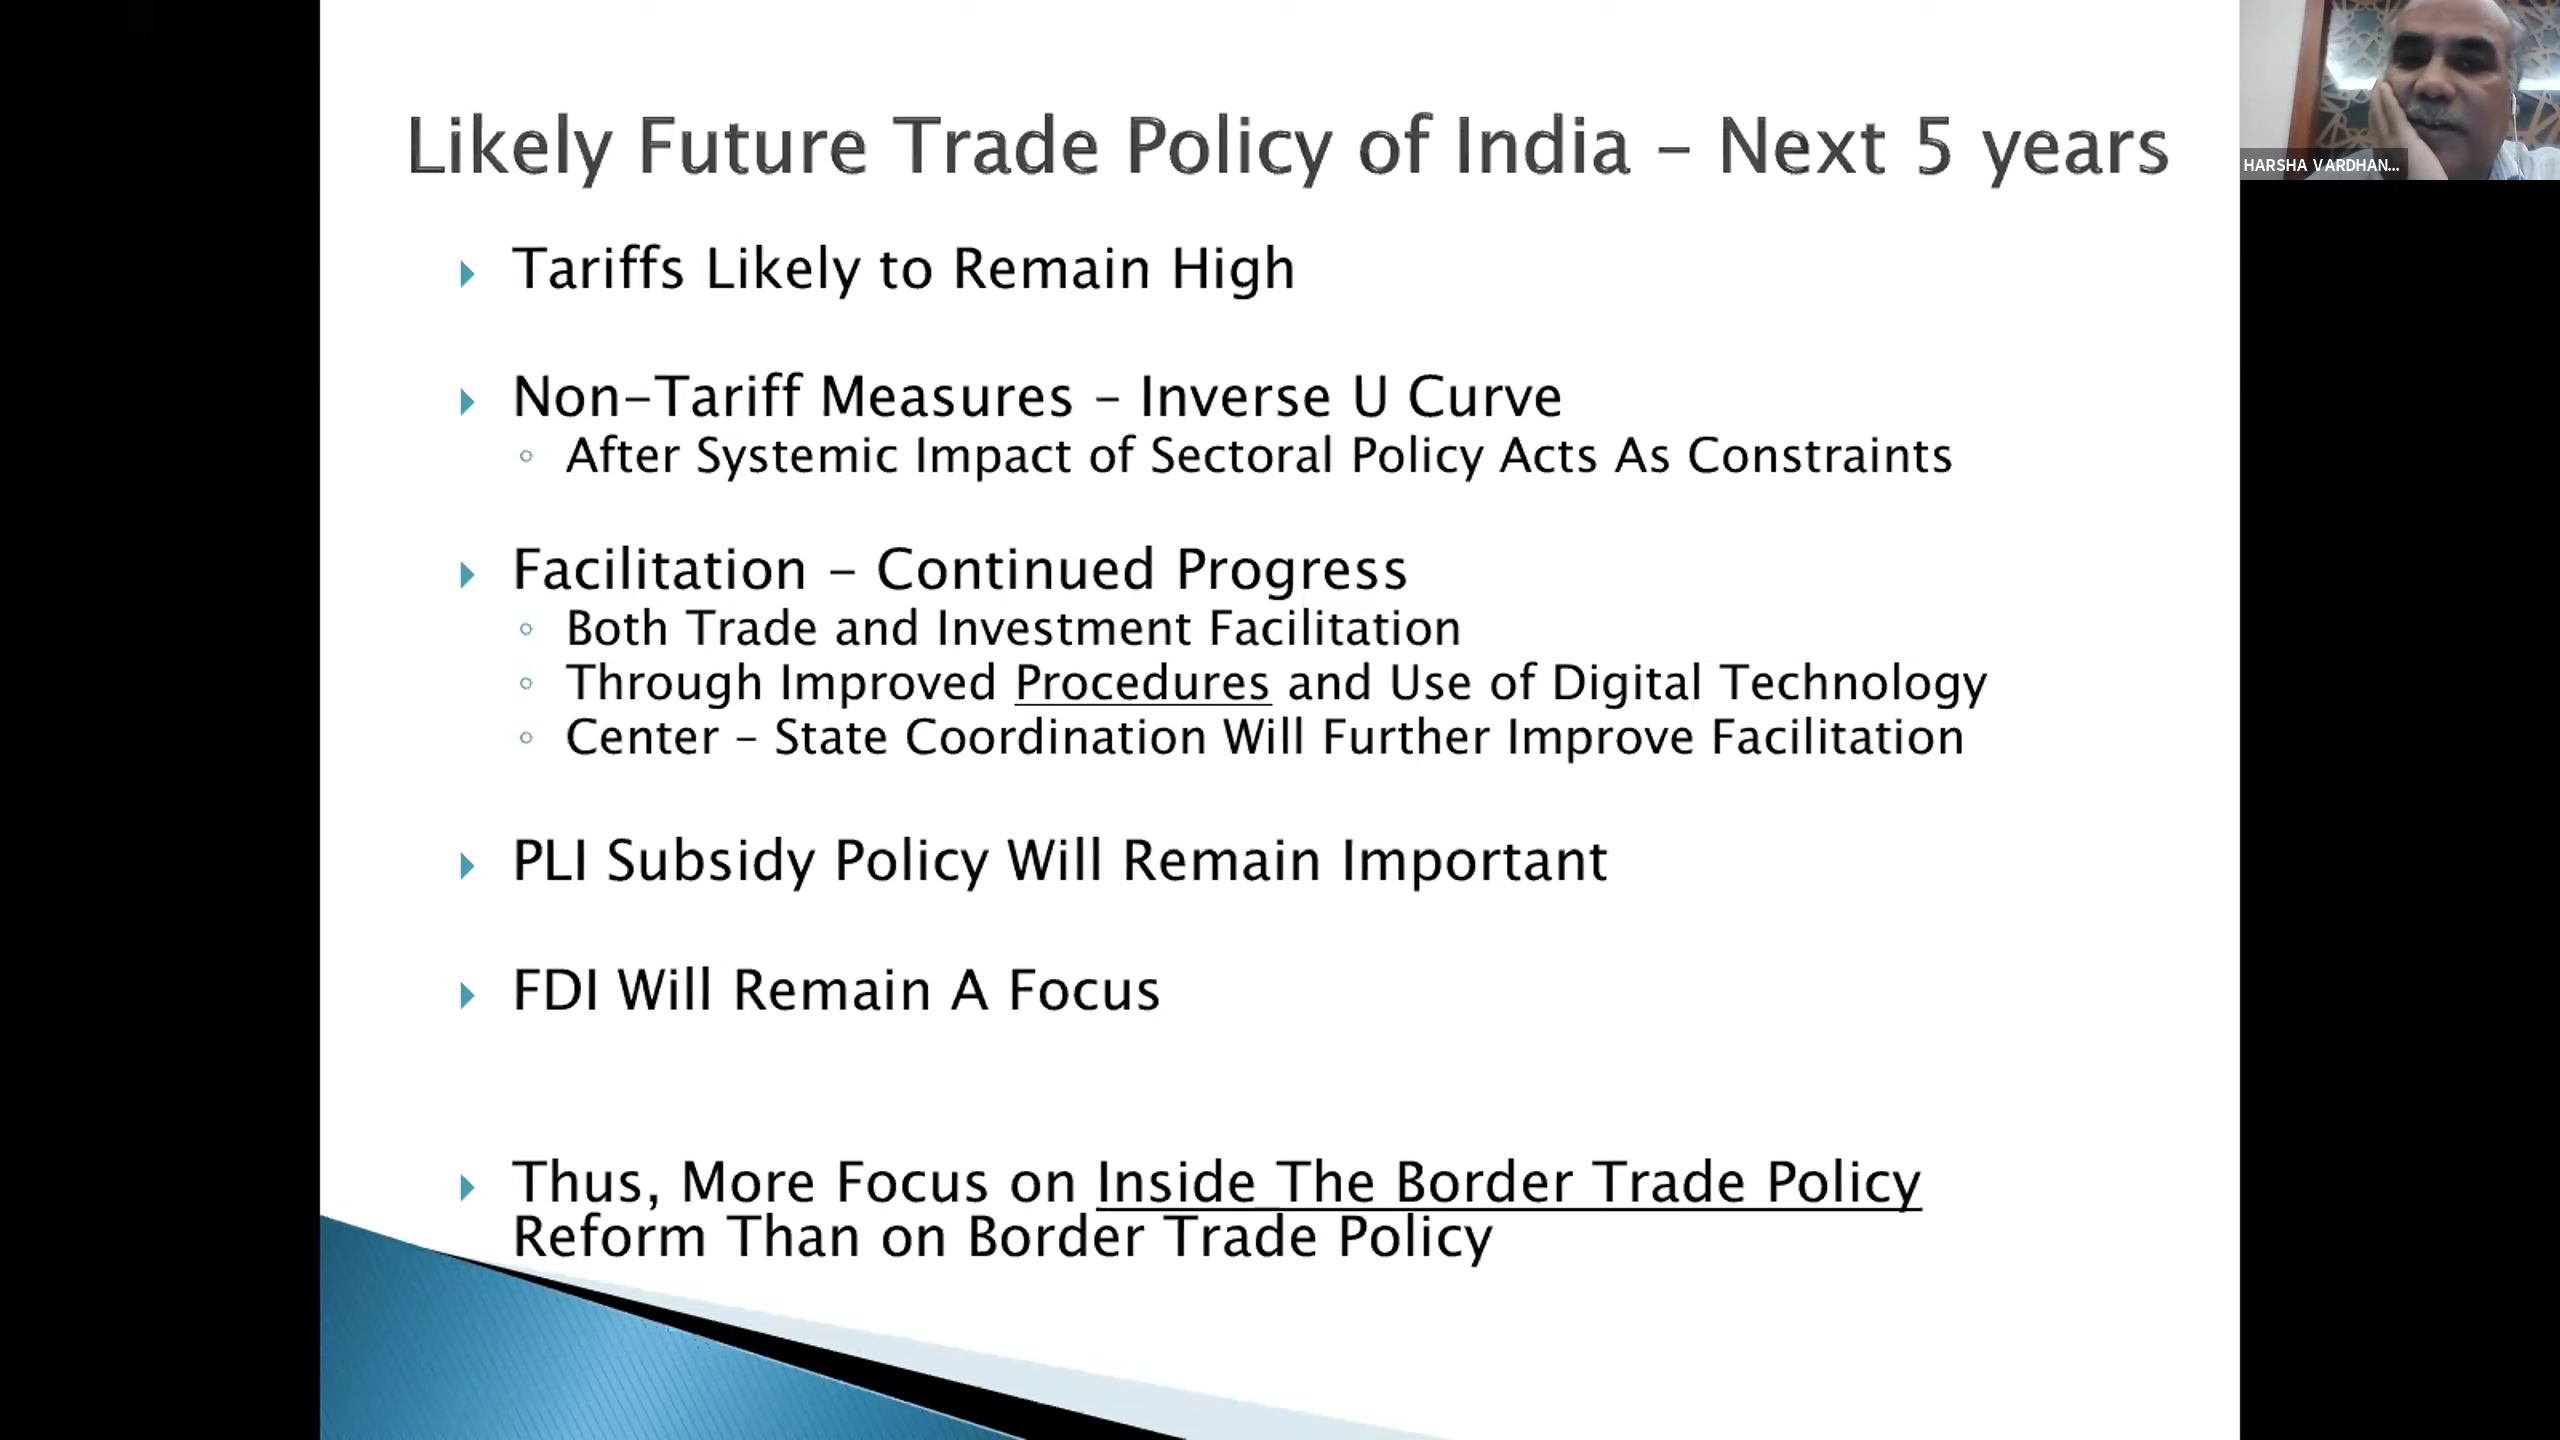 Likely Future Trade Policy of India – Next 5 years
HARSHA VARDHAN...
Tariffs Likely to Remain High
Non-Tariff Measures – Inverse U Curve
After Systemic Impact of Sectoral Policy Acts As Constraints
Facilitation – Continued Progress
Both Trade and Investment Facilitation
Through Improved Procedures and Use of Digital Technology
Center – State Coordination Will Further Improve Facilitation
PLI Subsidy Policy Will Remain Important
FDI Will Remain A Focus
Thus, More Focus on Inside The Border Trade Policy
Reform Than on Border Trade Policy